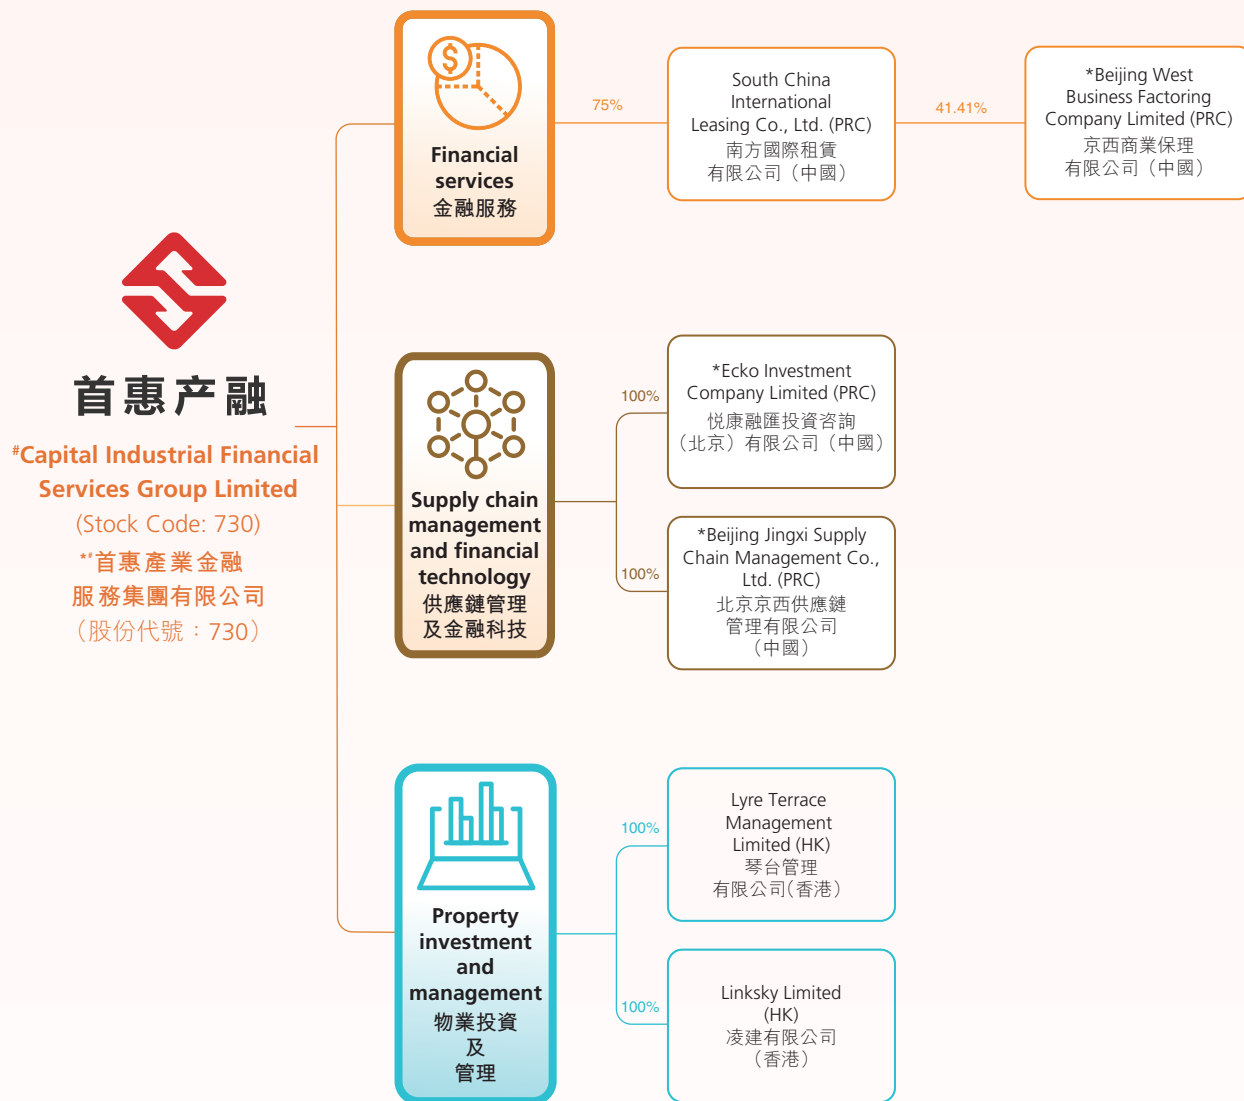 首惠产融
#Capital Industrial Financial
Services Group Limited
(Stock Code: 730)
*#首惠產業金融
服務集團有限公司
（股份代號：730）
$
Financial
services
金融服務
75%
South China
International
Leasing Co., Ltd. (PRC)
南方國際租賃
有限公司（中國）
41.41%
*Beijing West
Business Factoring
Company Limited (PRC)
京西商業保理
有限公司（中國）
Supply chain
management
and financial
technology
供應鏈管理
及金融科技
100%
*Ecko Investment
Company Limited (PRC)
悦康融匯投資咨詢
（北京）有限公司（中國）
100%
*Beijing Jingxi Supply
Chain Management Co.,
Ltd. (PRC)
北京京西供應鏈
管理有限公司
（中國）
Property
investment
and
management
物業投資
及
管理
100%
Lyre Terrace
Management
Limited (HK)
琴台管理
有限公司（香港）
100%
Linksky Limited
(HK)
凌建有限公司
（香港）